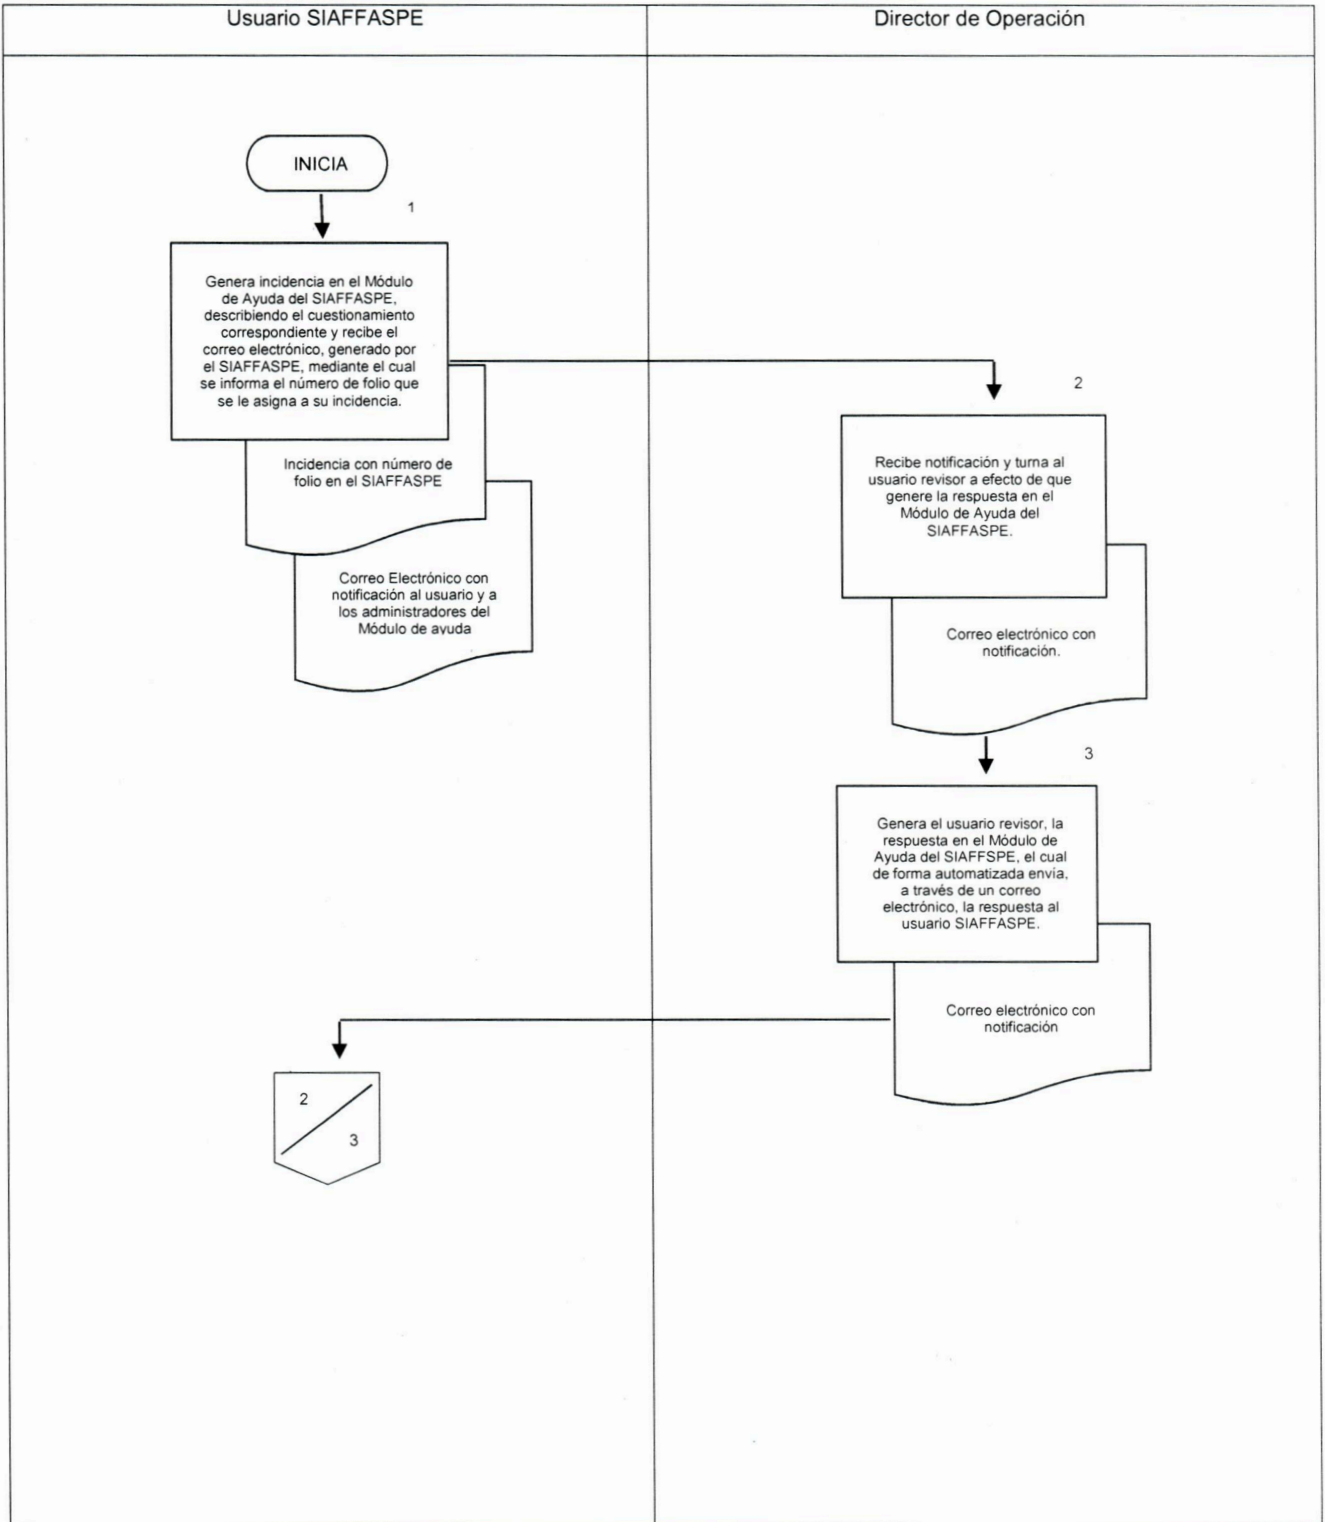 Usuario SIAFFASPE
Director de Operación
INICIA
1
Genera incidencia en el Módulo
de Ayuda del SIAFFASPE,
describiendo el cuestionamiento
correspondiente y recibe el
correo electrónico, generado por
el SIAFFASPE, mediante el cual
se informa el número de folio que
se le asigna a su incidencia.
Incidencia con número de
folio en el SIAFFASPE
Correo Electrónico con
notificación al usuario y a
los administradores del
Módulo de ayuda
2
Recibe notificación y turna al
usuario revisor a efecto de que
genere la respuesta en el
Módulo de Ayuda del
SIAFFASPE.
Correo electrónico con
notificación.
3
Genera el usuario revisor, la
respuesta en el Módulo de
Ayuda del SIAFFSPE, el cual
de forma automatizada envía,
a través de un correo
electrónico, la respuesta al
usuario SIAFFASPE.
Correo electrónico con
notificación
2
3